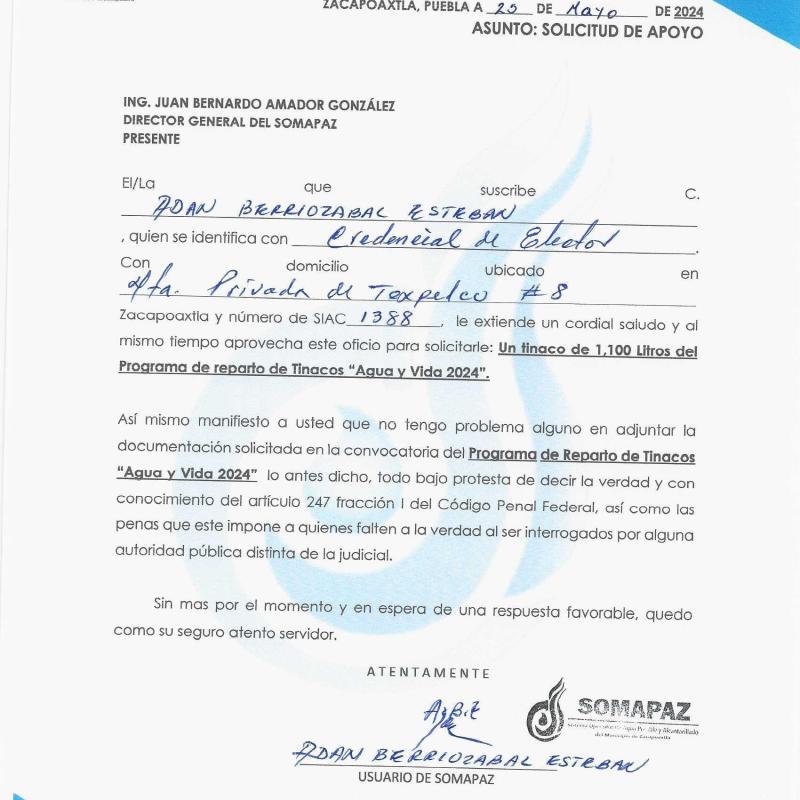 ZACAPOAXTLA, PUEBLA A 25 DE Mayo DE 2024
ASUNTO: SOLICITUD DE APOYO
ING. JUAN BERNARDO AMADOR GONZÁLEZ
DIRECTOR GENERAL DEL SOMAPAZ
PRESENTE
El/La que suscribe C.
ADAN BERRIOZABAL ESTEBAN
, quien se identifica con Credencial de Elector .
Con domicilio ubicado en
4ta. Privada de Texpelco #8
Zacapoaxtla y número de SIAC 1388 , le extiende un cordial saludo y al
mismo tiempo aprovecha este oficio para solicitarle: Un tinaco de 1,100 Litros del
Programa de reparto de Tinacos “Agua y Vida 2024”.
Así mismo manifiesto a usted que no tengo problema alguno en adjuntar la
documentación solicitada en la convocatoria del Programa de Reparto de Tinacos
“Agua y Vida 2024” lo antes dicho, todo bajo protesta de decir la verdad y con
conocimiento del artículo 247 fracción I del Código Penal Federal, así como las
penas que este impone a quienes falten a la verdad al ser interrogados por alguna
autoridad pública distinta de la judicial.
Sin mas por el momento y en espera de una respuesta favorable, quedo
como su seguro atento servidor.
ATENTAMENTE
SOMAPAZ
Sistema Operador de Agua Potable y Alcantarillado
del Municipio de Zacapoaxtla
ADAN BERRIOZABAL ESTEBAN
USUARIO DE SOMAPAZ